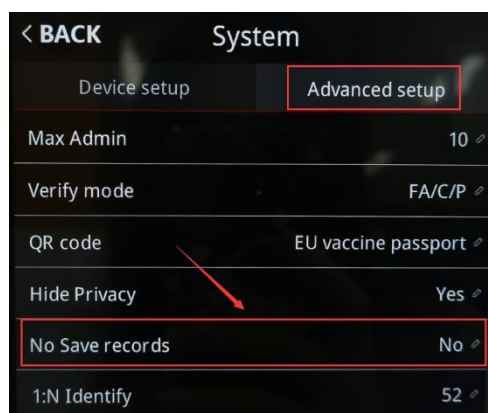 < BACK System
Device setup Advanced setup
Max Admin 10
Verify mode FA/C/P
QR code EU vaccine passport
Hide Privacy Yes
No Save records No
1:N Identify 52